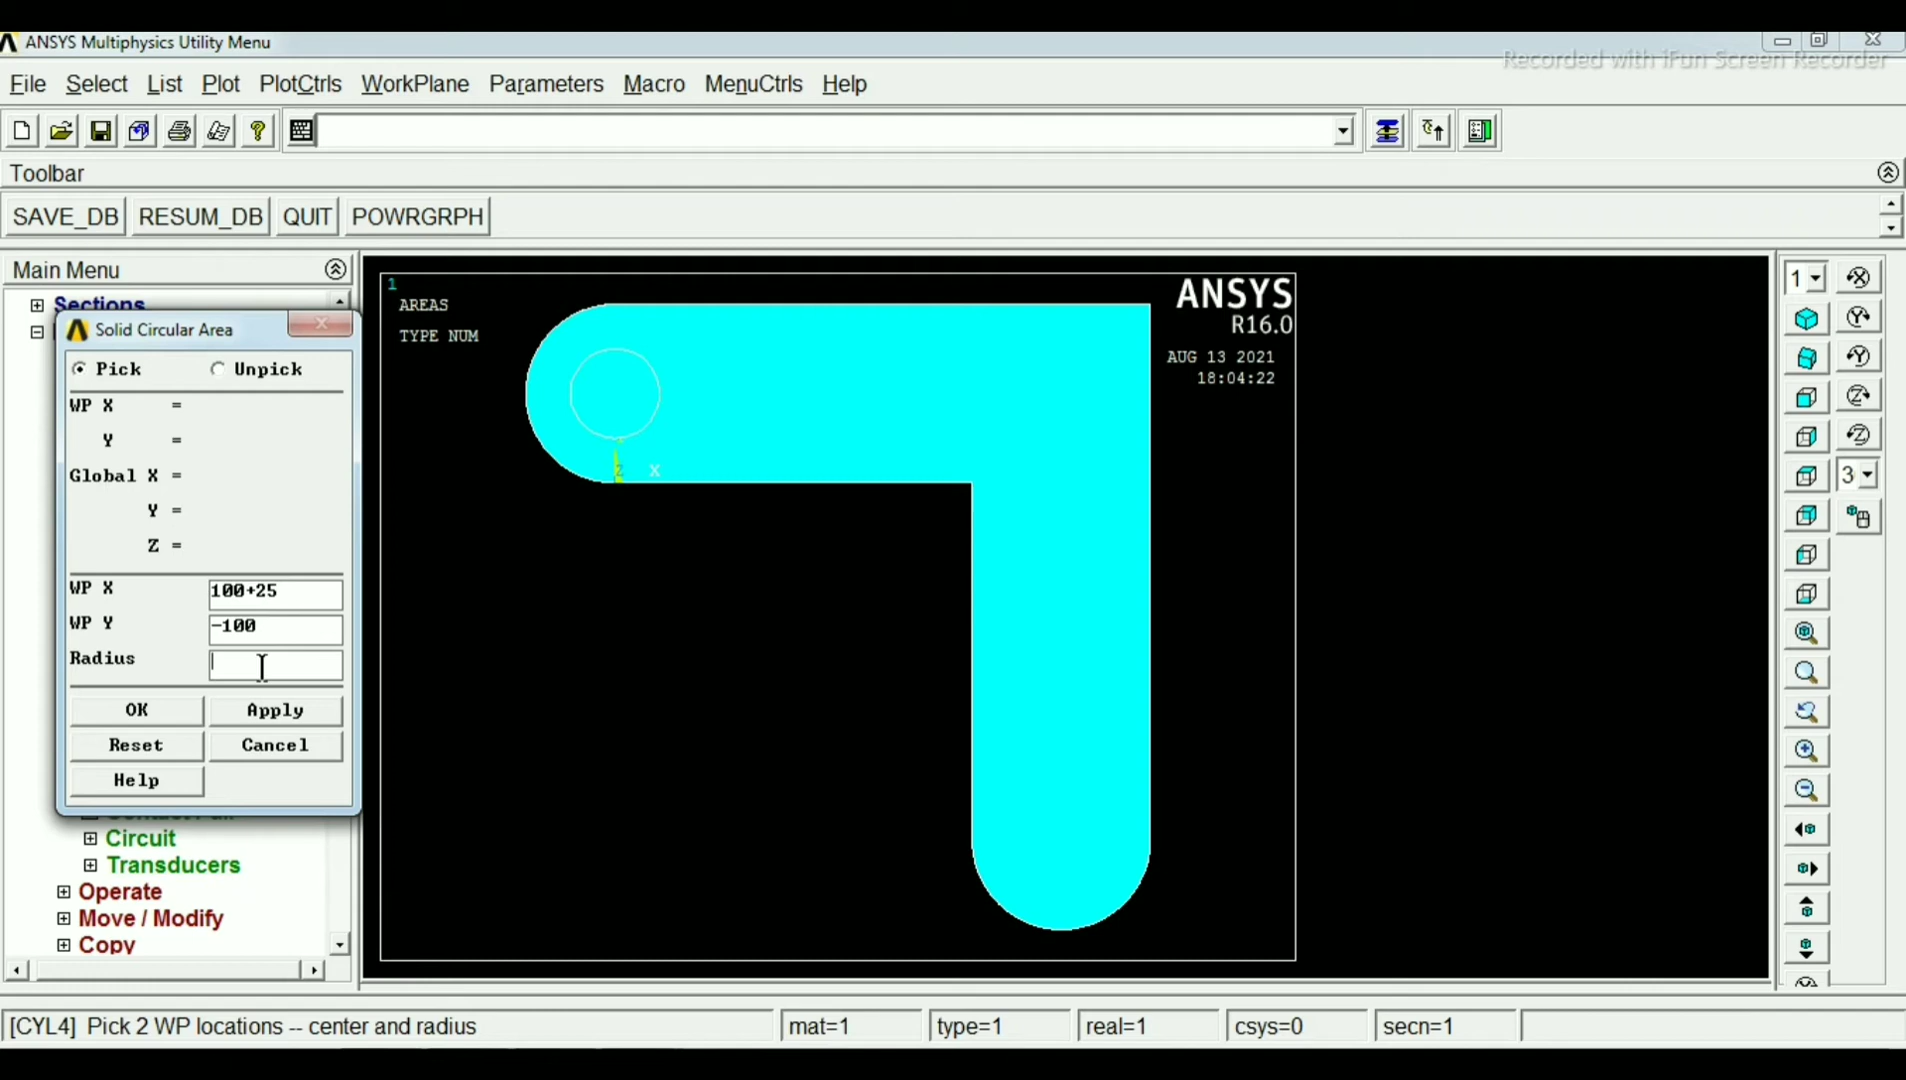 ANSYS Multiphysics Utility Menu
Recorded with iFun Screen Recorder
File Select List Plot PlotCtrls WorkPlane Parameters Macro MenuCtrls Help
Toolbar
SAVE_DB RESUM_DB QUIT POWRGRPH
Main Menu
Sections
Solid Circular Area
Pick Unpick
WP X =
Y =
Global X =
Y =
Z =
WP X 100+25
WP Y -100
Radius
OK Apply
Reset Cancel
Help
Circuit
Transducers
Operate
Move / Modify
Copy
1
AREAS
TYPE NUM
ANSYS
R16.0
AUG 13 2021
18:04:22
Z X
1
3
[CYL4] Pick 2 WP locations -- center and radius
mat=1 type=1 real=1 csys=0 secn=1